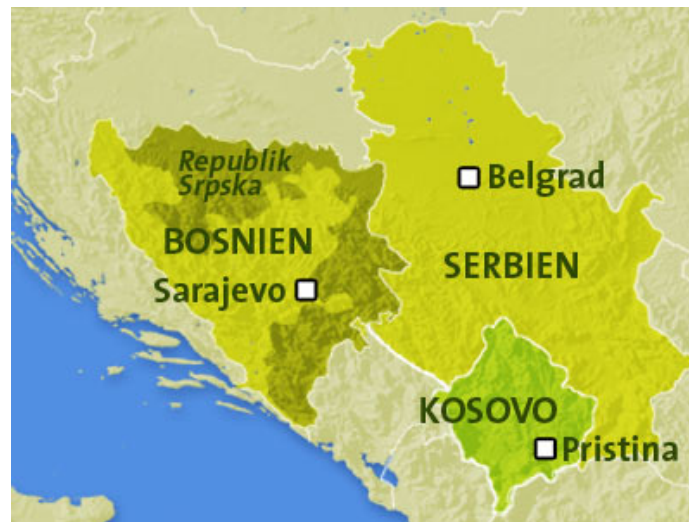 Republik
Srpska
Belgrad
BOSNIEN
SERBIEN
Sarajevo
KOSOVO
Pristina